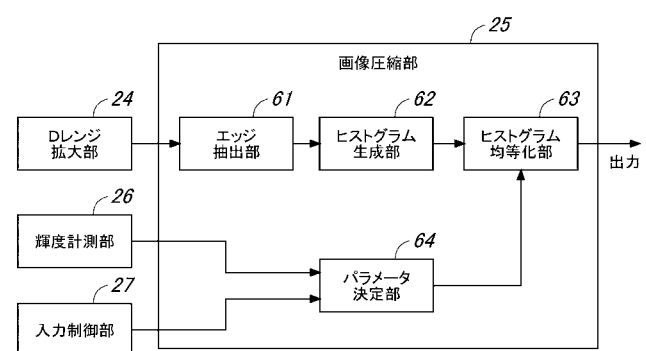 25
画像圧縮部
24
Dレンジ
拡大部
61
エッジ
抽出部
62
ヒストグラム
生成部
63
ヒストグラム
均等化部
出力
26
輝度計測部
64
パラメータ
決定部
27
入力制御部